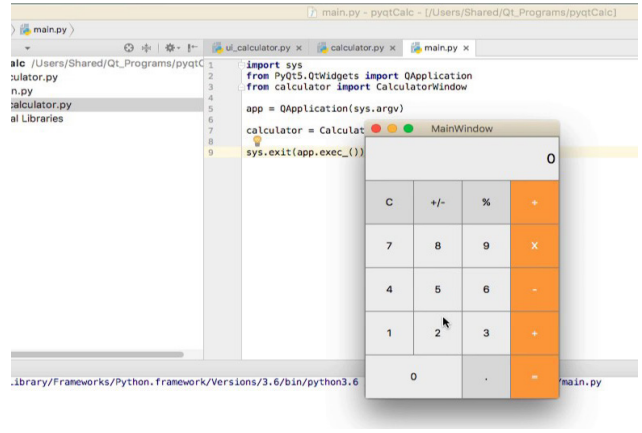 main.py - pyqtCalc - [/Users/Shared/Qt_Programs/pyqtCalc]
main.py
ui_calculator.py × calculator.py × main.py ×
alc /Users/Shared/Qt_Programs/pyqtC
culator.py
n.py
calculator.py
al Libraries
1 import sys
2 from PyQt5.QtWidgets import QApplication
3 from calculator import CalculatorWindow
4
5 app = QApplication(sys.argv)
6
7 calculator = Calculat
8
9 sys.exit(app.exec_())
MainWindow
0
C +/- %
7 8 9 X
4 5 6 -
1 2 3 +
0 . =
.ibrary/Frameworks/Python.framework/Versions/3.6/bin/python3.6
/main.py